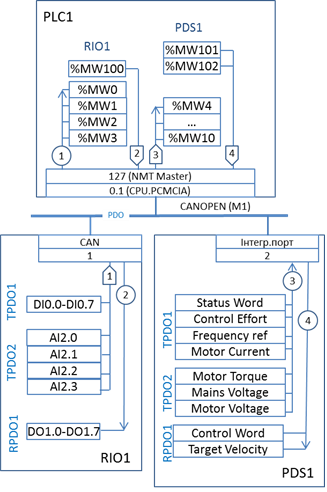 PLC1
RIO1
PDS1
%MW100
%MW101
%MW102
%MW0
%MW1
%MW2
%MW3
%MW4
...
%MW10
1
2
3
4
127 (NMT Master)
0.1 (CPU.PCMCIA)
CANOPEN (M1)
PDO
CAN
1
1
2
TPDO1
DI0.0-DI0.7
TPDO2
AI2.0
AI2.1
AI2.2
AI2.3
RPDO1
DO1.0-DO1.7
RIO1
Інтегр.порт
2
3
4
TPDO1
Status Word
Control Effort
Frequency ref
Motor Current
TPDO2
Motor Torque
Mains Voltage
Motor Voltage
RPDO1
Control Word
Target Velocity
PDS1